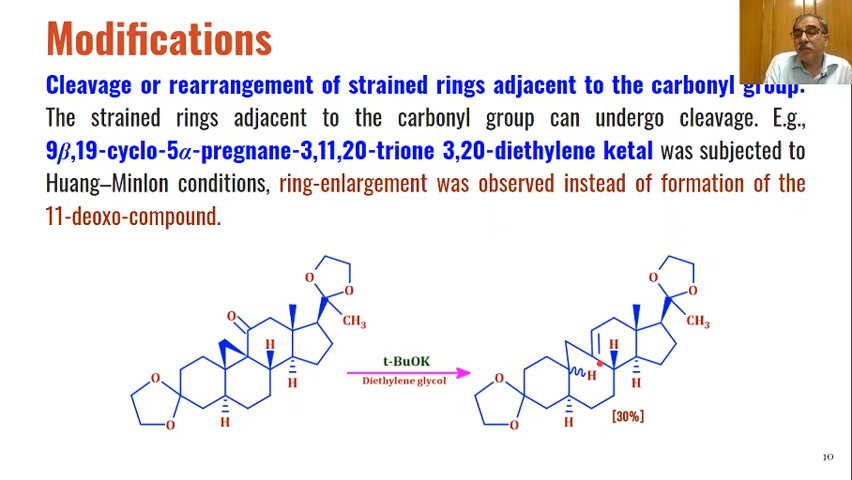 Modifications
Cleavage or rearrangement of strained rings adjacent to the carbonyl group:
The strained rings adjacent to the carbonyl group can undergo cleavage. E.g.,
9β,19-cyclo-5α-pregnane-3,11,20-trione 3,20-diethylene ketal was subjected to
Huang–Minlon conditions, ring-enlargement was observed instead of formation of the
11-deoxo-compound.
O
O
CH3
O
H
H
O
O
H
t-BuOK
Diethylene glycol
O
O
CH3
H
H
H
O
O
H
[30%]
10